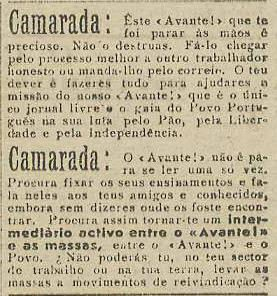 Camarada: Êste «Avante!» que te
foi parar às mãos é
precioso. Não o destruas. Fá-lo chegar
pelo processo melhor a outro trabalhador
honesto ou manda-lho pelo correio. O teu
dever é fazeres tudo para ajudares a
missão do nosso «Avante!» que é o úni-
co jornal livre e o guia do Povo Portu-
guês na sua luta pelo Pão, pela Liber-
dade e pela Independência.
Camarada: O «Avante!» não é pa-
ra se ler uma só vez.
Procura fixar os seus ensinamentos e fa-
la neles aos teus amigos e conhecidos,
embora sem dizeres onde os foste encon-
trar. Procura assim tornar-te um inter-
mediário activo entre o «Avante!»
e as massas, entre o «Avante!» e o
Povo. ¿ Não poderás tu, no teu sector
de trabalho ou na tua terra, levar as
massas a movimentos de reivindicação ?